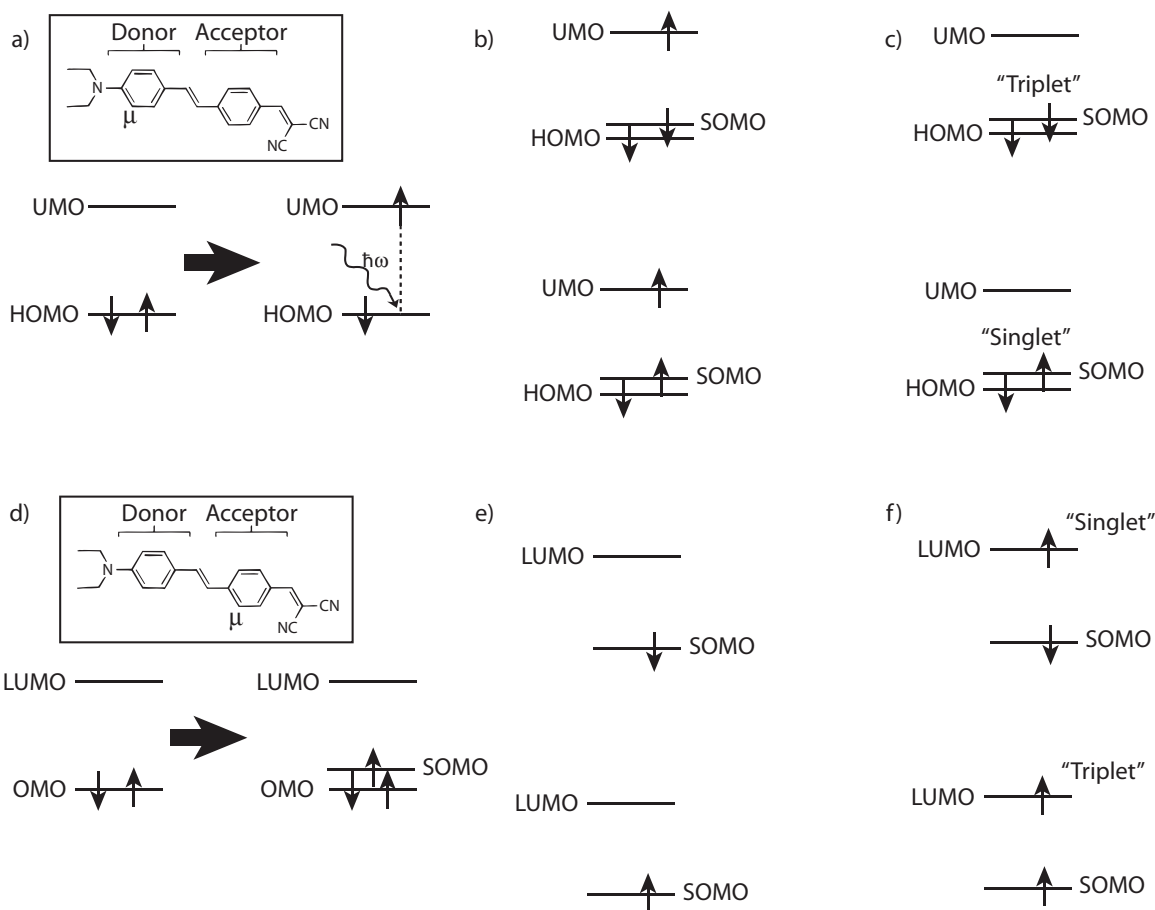 a)
Donor Acceptor
N
μ
CN
NC
UMO
UMO
ħω
HOMO
HOMO
b)
UMO
HOMO
SOMO
UMO
HOMO
SOMO
c)
UMO
“Triplet”
HOMO
SOMO
UMO
“Singlet”
HOMO
SOMO
d)
Donor Acceptor
N
μ
CN
NC
LUMO
LUMO
SOMO
OMO
OMO
e)
LUMO
SOMO
LUMO
SOMO
f)
“Singlet”
LUMO
SOMO
“Triplet”
LUMO
SOMO